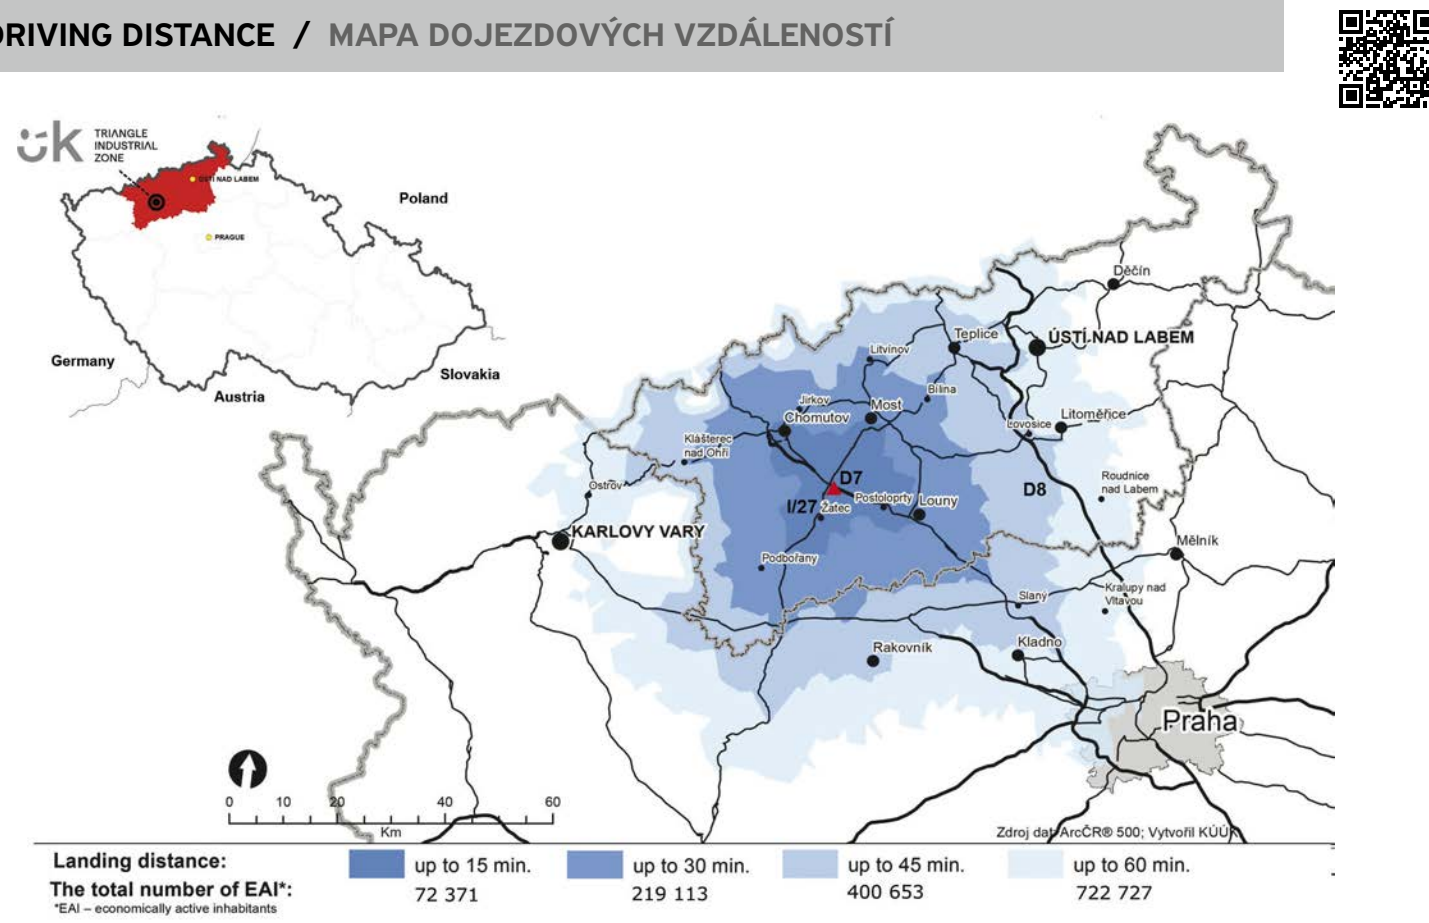 DRIVING DISTANCE / MAPA DOJEZDOVÝCH VZDÁLENOSTÍ
ük
TRIANGLE
INDUSTRIAL
ZONE
ÚSTÍ NAD LABEM
PRAGUE
Poland
Germany
Austria
Slovakia
Děčín
Teplice
ÚSTÍ NAD LABEM
Litvínov
Bílina
Jirkov
Chomutov
Most
Lovosice
Litoměřice
Klášterec
nad Ohří
Ostrov
D7
D8
Roudnice
nad Labem
I/27
Žatec
Postoloprty
Louny
KARLOVY VARY
Mělník
Podbořany
Slaný
Kralupy nad
Vltavou
Rakovník
Kladno
Praha
0 10 20 40 60
Km
Zdroj dat: ArcČR® 500; Vytvořil KÚÚK
Landing distance:
up to 15 min.
up to 30 min.
up to 45 min.
up to 60 min.
The total number of EAI*:
72 371
219 113
400 653
722 727
*EAI – economically active inhabitants